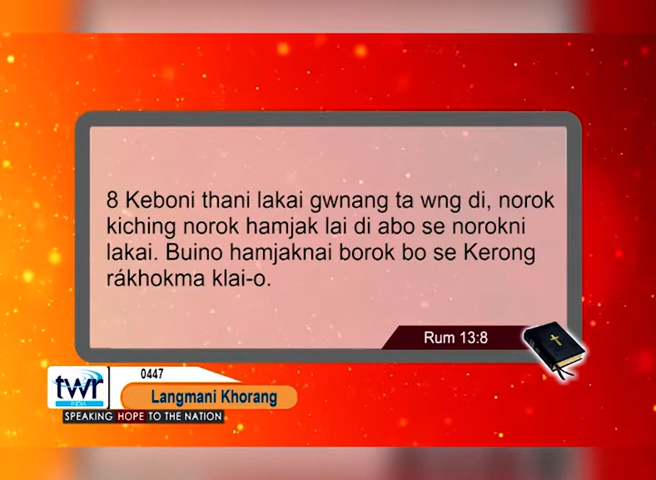 8 Keboni thani lakai gwnang ta wng di, norok
kiching norok hamjak lai di abo se norokni
lakai. Buino hamjaknai borok bo se Kerong
rákhokma klai-o.
Rum 13:8
twr
INDIA
0447
Langmani Khorang
SPEAKING HOPE TO THE NATION